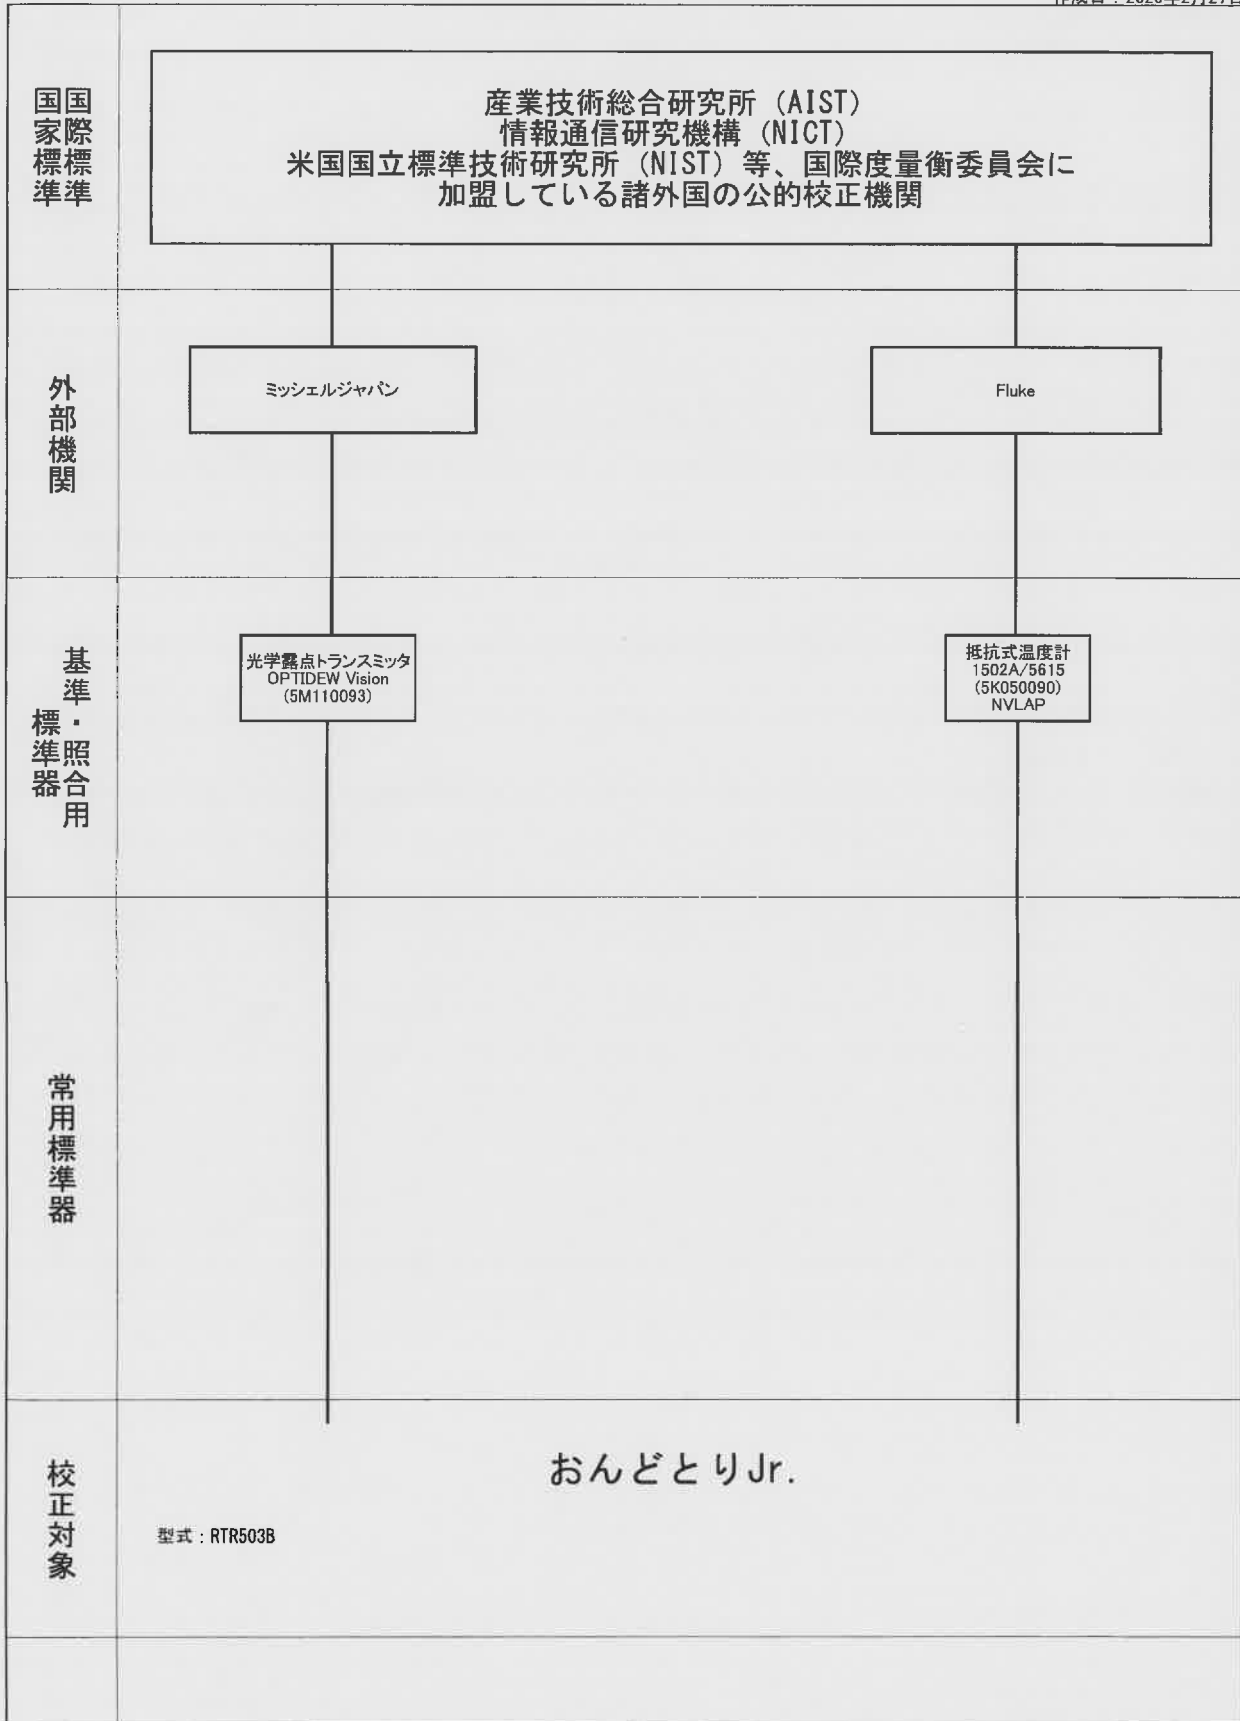 国際標準
国家標準
産業技術総合研究所 (AIST)
情報通信研究機構 (NICT)
米国国立標準技術研究所 (NIST) 等、国際度量衡委員会に
加盟している諸外国の公的校正機関
外部機関
ミッシェルジャパン
Fluke
基準・照合用
標準器
光学露点トランスミッタ
OPTIDEW Vision
(5M110093)
抵抗式温度計
1502A/5615
(5K050090)
NVLAP
常用標準器
校正対象
おんどとりJr.
型式：RTR503B